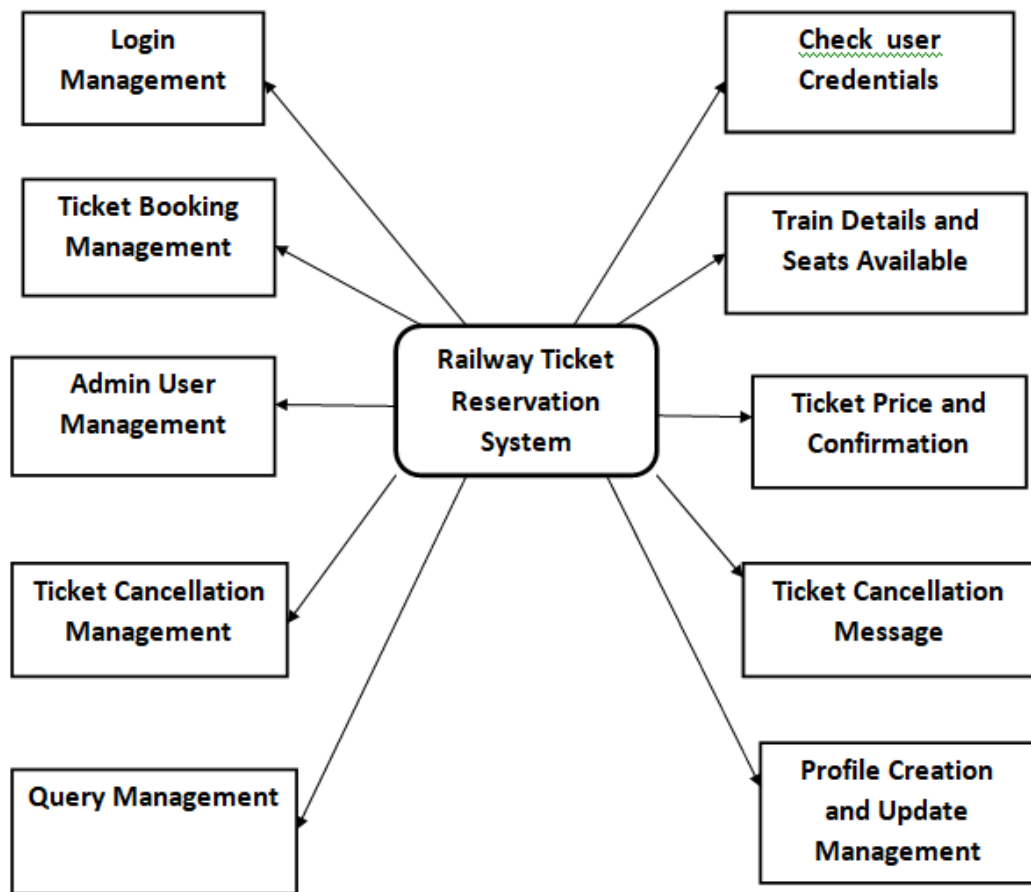 Login
Management
Check user
Credentials
Ticket Booking
Management
Train Details and
Seats Available
Railway Ticket
Reservation
System
Admin User
Management
Ticket Price and
Confirmation
Ticket Cancellation
Management
Ticket Cancellation
Message
Query Management
Profile Creation
and Update
Management